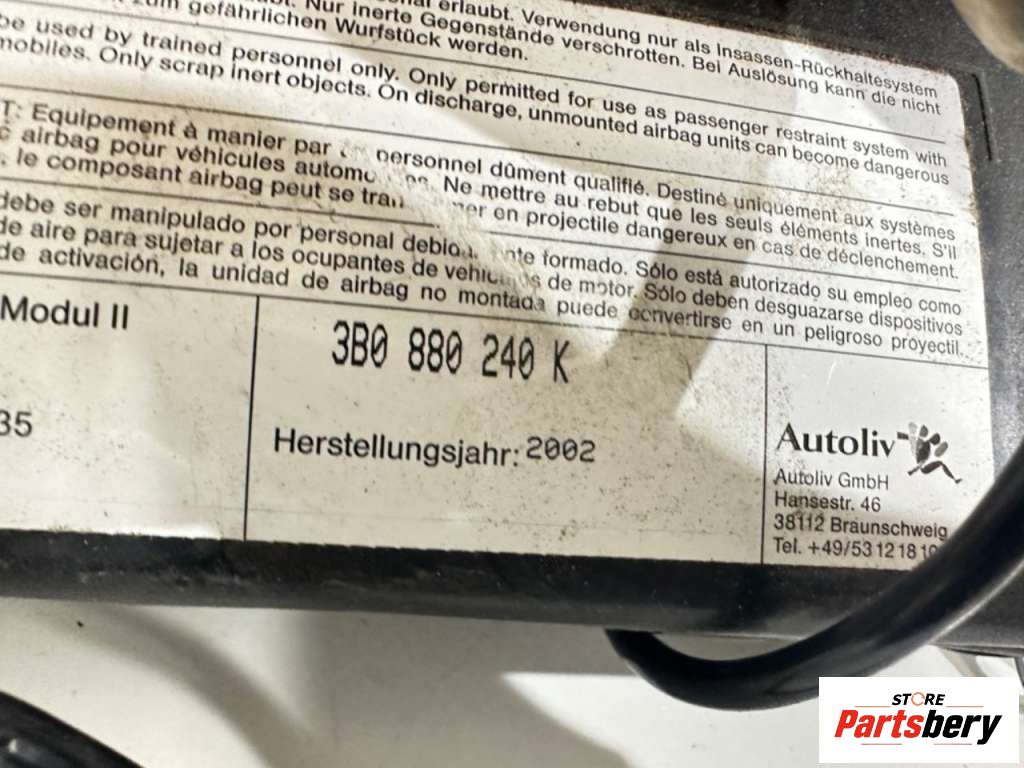 erlaubt. Verwendung nur als Insassen-Rückhaltesystem
Nur inerte Gegenstände verschrotten. Bei Auslösung kann die nicht
zum gefährlichen Wurfstück werden.
be used by trained personnel only. Only permitted for use as passenger restraint system with
mobiles. Only scrap inert objects. On discharge, unmounted airbag units can become dangerous
T: Equipement à manier par personnel dûment qualifié. Destiné uniquement aux systèmes
airbag pour véhicules Ne mettre au rebut que les seuls éléments inertes. S'il
le composant airbag peut se en projectile dangereux en cas de déclenchement.
debe ser manipulado por personal formado. Sólo está autorizado su empleo como
de aire para sujetar a los ocupantes de de motor. Sólo deben desguazarse dispositivos
de activación, la unidad de airbag no montada puede convertirse en un peligroso proyectil.
Modul II
3B0 880 240 K
35
Herstellungsjahr: 2002
Autoliv
Autoliv GmbH
Hansestr. 46
38112 Braunschweig
Tel. +49/53 12 18 10
STORE
Partsbery